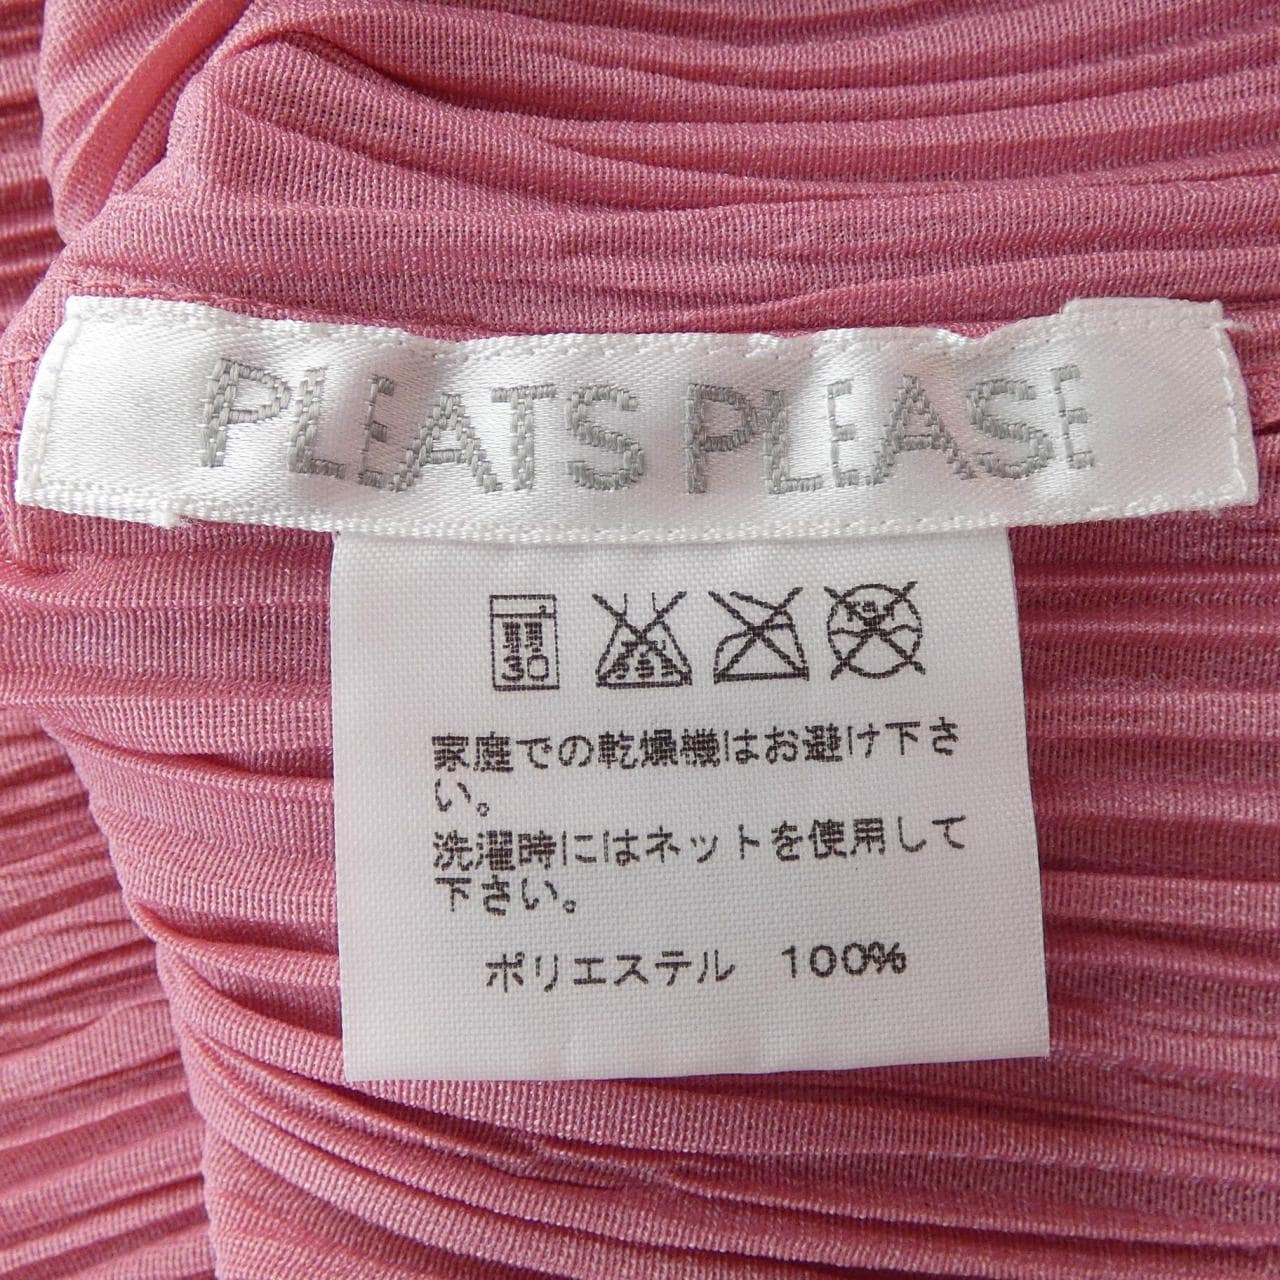 PLEATS PLEASE
30
家庭での乾燥機はお避け下さ
い。
洗濯時にはネットを使用して
下さい。
ポリエステル 100%